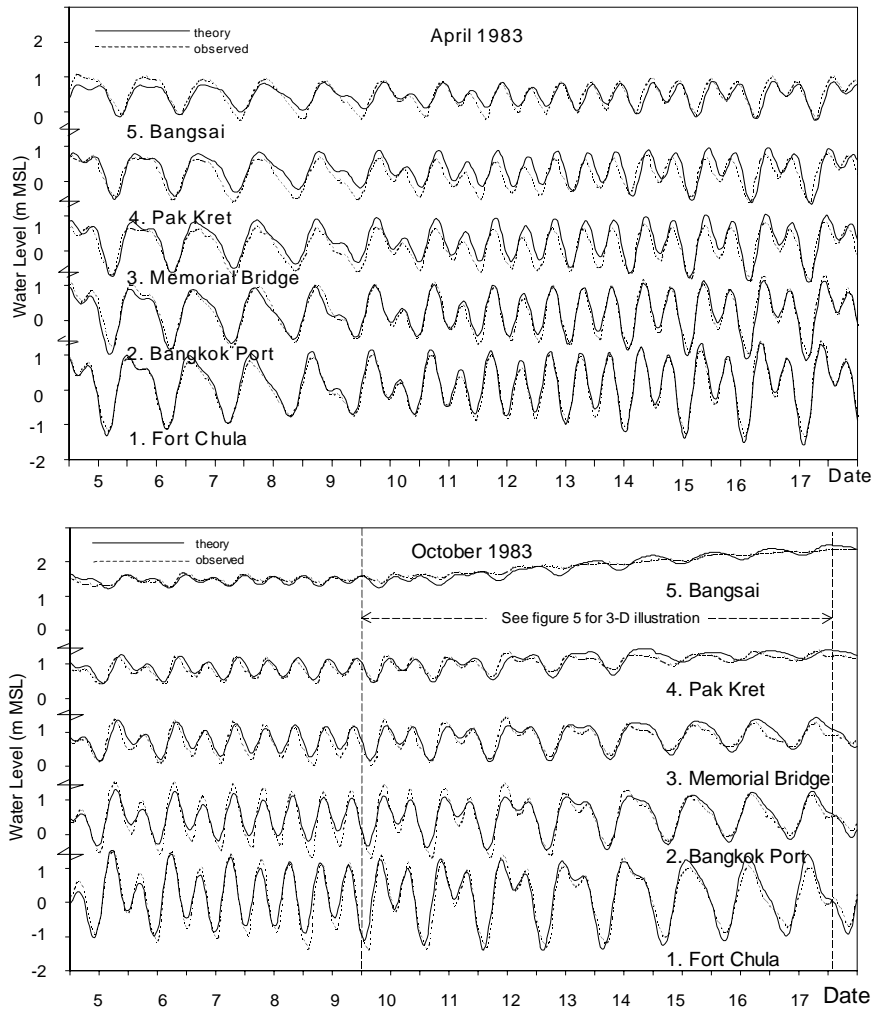 April 1983
theory
observed
Water Level (m MSL)
2
1
0
5. Bangsai
1
0
4. Pak Kret
1
0
3. Memorial Bridge
1
0
2. Bangkok Port
1
0
-1
-2
1. Fort Chula
5 6 7 8 9 10 11 12 13 14 15 16 17 Date
October 1983
theory
observed
Water Level (m MSL)
2
1
0
5. Bangsai
See figure 5 for 3-D illustration
1
0
4. Pak Kret
1
0
3. Memorial Bridge
1
0
2. Bangkok Port
1
0
-1
-2
1. Fort Chula
5 6 7 8 9 10 11 12 13 14 15 16 17 Date